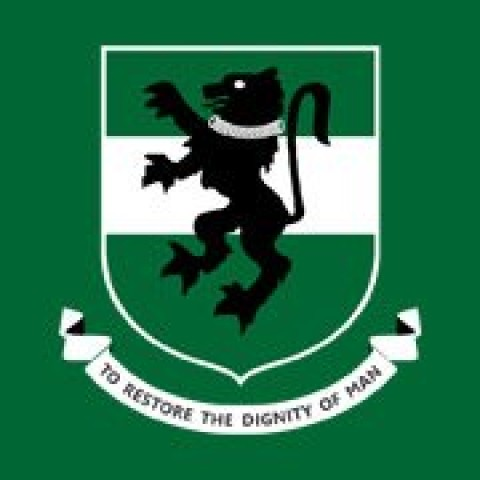 TO RESTORE THE DIGNITY OF MAN